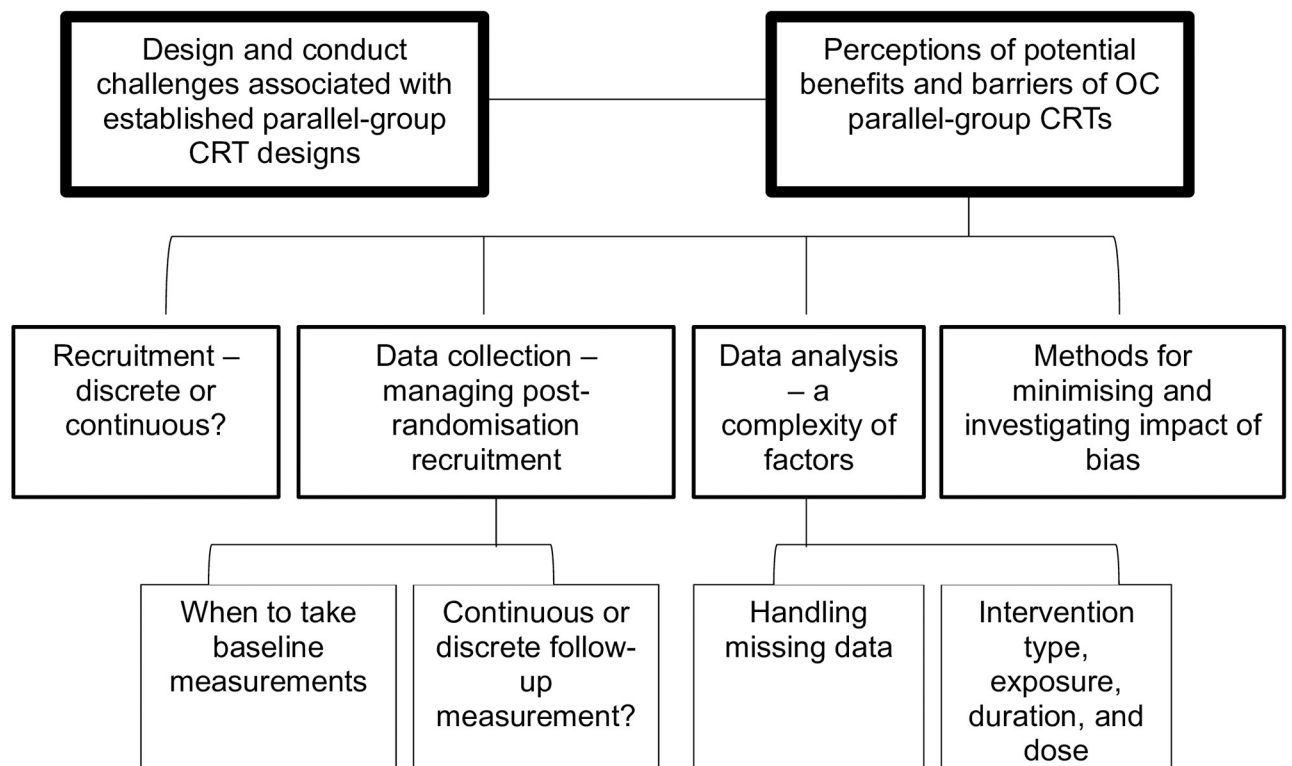 Design and conduct
challenges associated with
established parallel-group
CRT designs
Perceptions of potential
benefits and barriers of OC
parallel-group CRTs
Recruitment –
discrete or
continuous?
Data collection –
managing post-
randomisation
recruitment
Data analysis
– a
complexity of
factors
Methods for
minimising and
investigating impact of
bias
When to take
baseline
measurements
Continuous or
discrete follow-
up
measurement?
Handling
missing data
Intervention
type,
exposure,
duration, and
dose